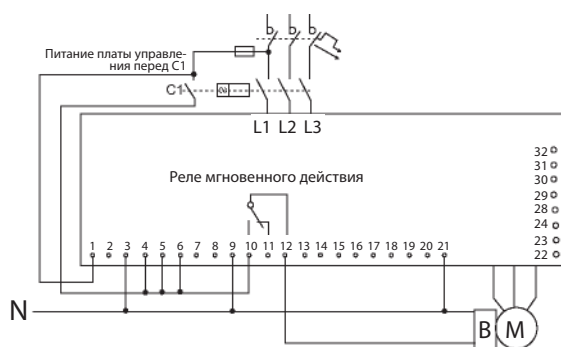 Питание платы управле-
ния перед C1
C1
L1 L2 L3
Реле мгновенного действия
32
31
30
29
28
24
23
22
1 2 3 4 5 6 7 8 9 10 11 12 13 14 15 16 17 18 19 20 21
N
B M